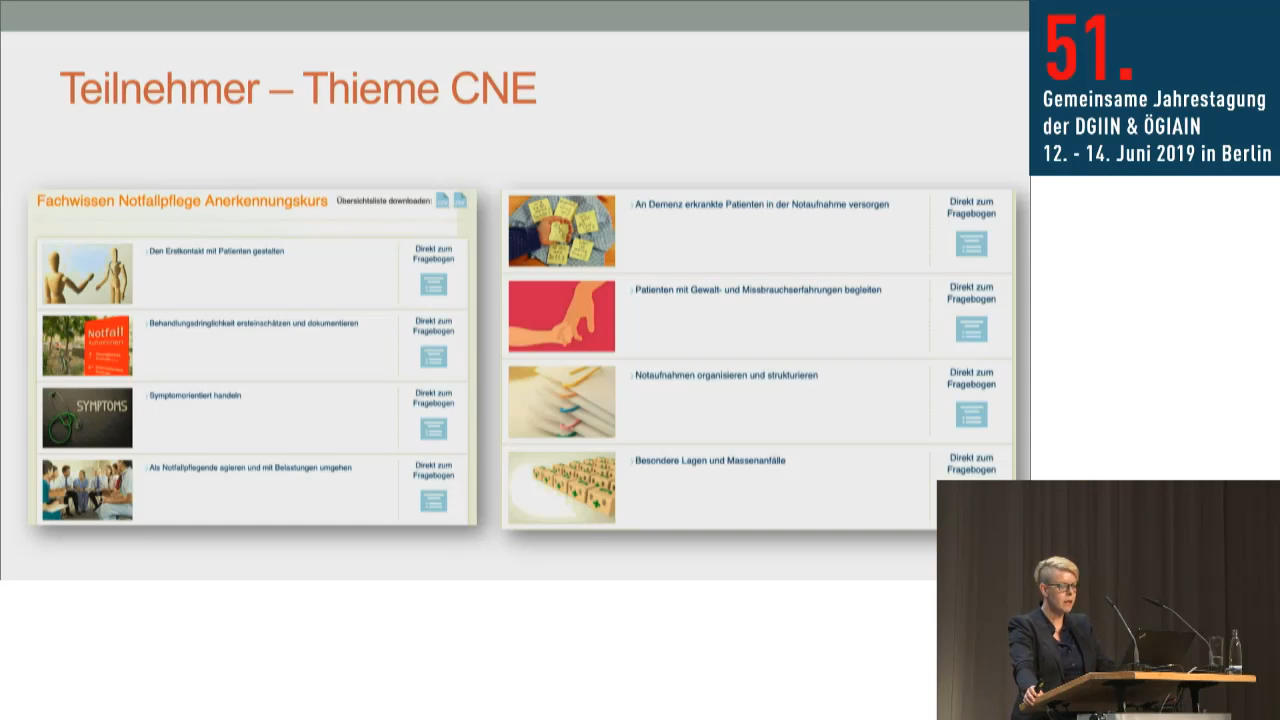 Teilnehmer – Thieme CNE
51.
Gemeinsame Jahrestagung
der DGIIN & ÖGIAIN
12. - 14. Juni 2019 in Berlin
Fachwissen Notfallpflege Anerkennungskurs
Übersichtsliste downloaden:
Den Erstkontakt mit Patienten gestalten
Direkt zum
Fragebogen
Notfall
Behandlungsdringlichkeit ersteinschätzen und dokumentieren
Direkt zum
Fragebogen
SYMPTOMS
Symptomorientiert handeln
Direkt zum
Fragebogen
Als Notfallpflegende agieren und mit Belastungen umgehen
Direkt zum
Fragebogen
An Demenz erkrankte Patienten in der Notaufnahme versorgen
Direkt zum
Fragebogen
Patienten mit Gewalt- und Missbrauchserfahrungen begleiten
Direkt zum
Fragebogen
Notaufnahmen organisieren und strukturieren
Direkt zum
Fragebogen
Besondere Lagen und Massenanfälle
Direkt zum
Fragebogen